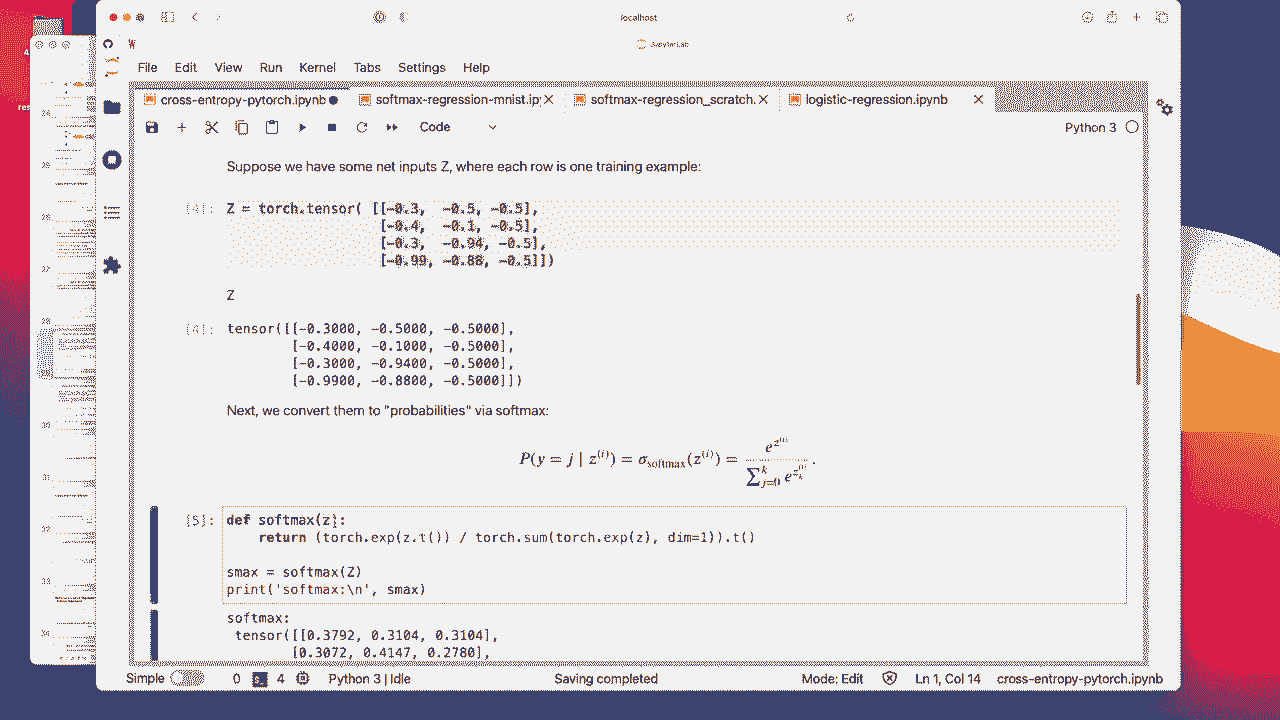 localhost
JupyterLab
File Edit View Run Kernel Tabs Settings Help
cross-entropy-pytorch.ipynb softmax-regression-mnist.ip softmax-regression_scratch. logistic-regression.ipynb
Code Python 3
Suppose we have some net inputs Z, where each row is one training example:
[4]: Z = torch.tensor( [[-0.3, -0.5, -0.5],
[-0.4, -0.1, -0.5],
[-0.3, -0.94, -0.5],
[-0.99, -0.88, -0.5]])
Z
[4]: tensor([[-0.3000, -0.5000, -0.5000],
[-0.4000, -0.1000, -0.5000],
[-0.3000, -0.9400, -0.5000],
[-0.9900, -0.8800, -0.5000]])
Next, we convert them to "probabilities" via softmax:
P(y = j | z^{(i)}) = σ_{softmax}(z^{(i)}) = \frac{e^{z^{(i)}}}{\sum_{j=0}^{k} e^{z_k^{(i)}}}.
[5]: def softmax(z):
return (torch.exp(z.t()) / torch.sum(torch.exp(z), dim=1)).t()
smax = softmax(Z)
print('softmax:\n', smax)
softmax:
tensor([[0.3792, 0.3104, 0.3104],
[0.3072, 0.4147, 0.2780],
Simple 0 4 Python 3 | Idle Saving completed Mode: Edit Ln 1, Col 14 cross-entropy-pytorch.ipynb